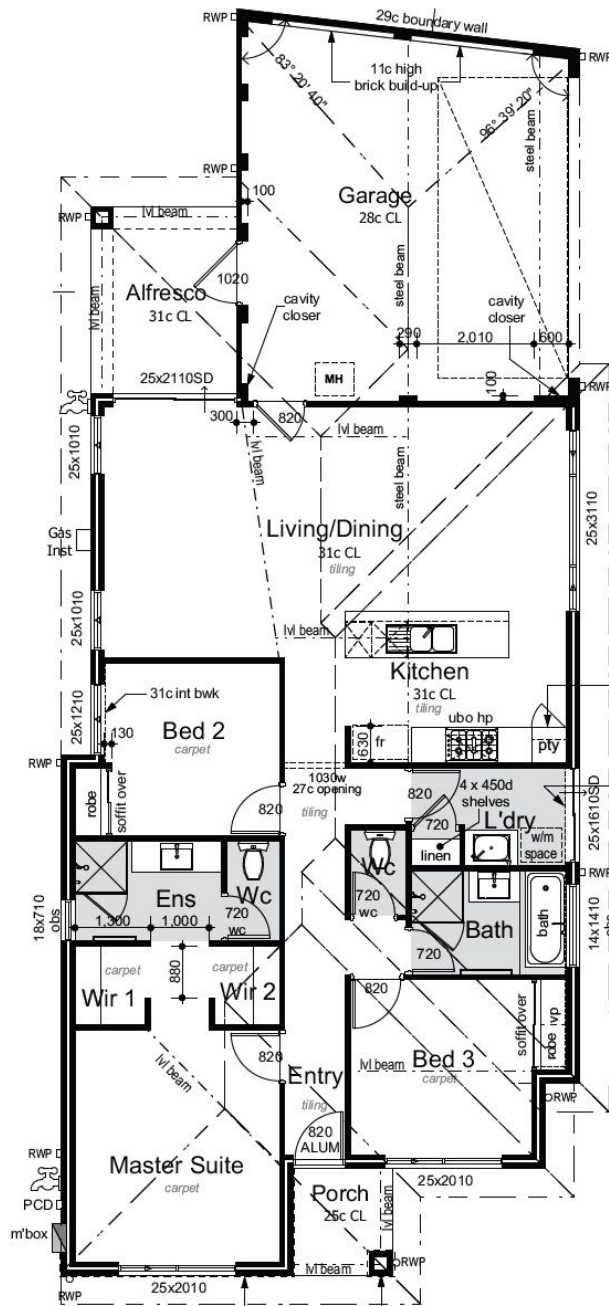 29c boundary wall
RWP
RWP
83° 20' 40"
11c high
brick build-up
96° 39' 20"
steel beam
RWP
100
Garage
28c CL
lvl beam
RWP
lvl beam
1020
Alfresco
31c CL
steel beam
cavity
closer
cavity
closer
290
2,010
600
MH
100
25x2110SD
RWP
300
820
lvl beam
lvl beam
steel beam
25x1010
25x3110
Gas
Inst
Living/Dining
31c CL
tiling
25x1010
lvl beam
Kitchen
31c CL
tiling
31c int bwk
25x1210
130
Bed 2
carpet
ubo hp
630
fr
pty
RWP
robe
soffit over
1030w
27c opening
820
tiling
820
4 x 450d
shelves
720
L'dry
linen
w/m
space
25x1610SD
Ens
Wc
Wc
RWP
18x710
obs
1,300
1,000
720
wc
720
wc
Bath
bath
720
14x1410
obs
carpet
880
carpet
Wir 1
Wir 2
820
820
soffit over
robe
lvp
lvl beam
Entry
tiling
lvl beam
Bed 3
carpet
RWP
820
ALUM
RWP
Master Suite
carpet
25x2010
PCD
Porch
25c CL
lvl beam
m'box
lvl beam
RWP
RWP
25x2010